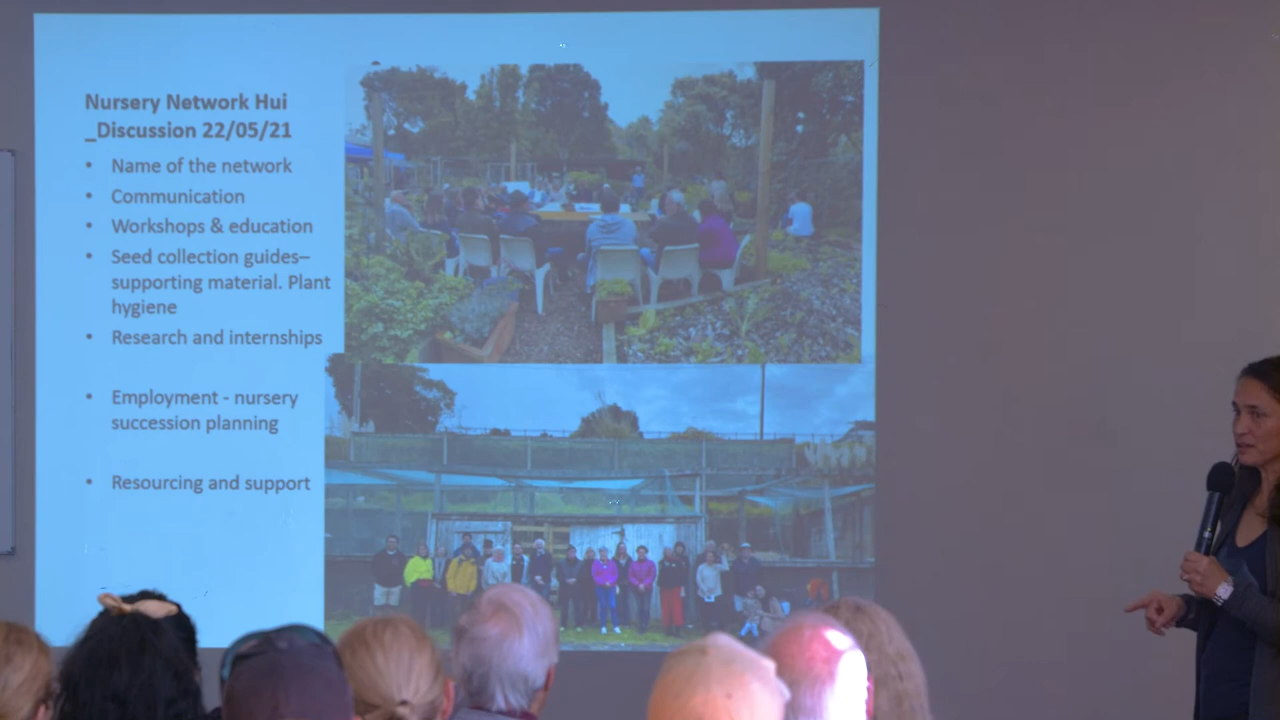 Nursery Network Hui
_Discussion 22/05/21
• Name of the network
• Communication
• Workshops & education
• Seed collection guides–
supporting material. Plant
hygiene
• Research and internships
• Employment - nursery
succession planning
• Resourcing and support